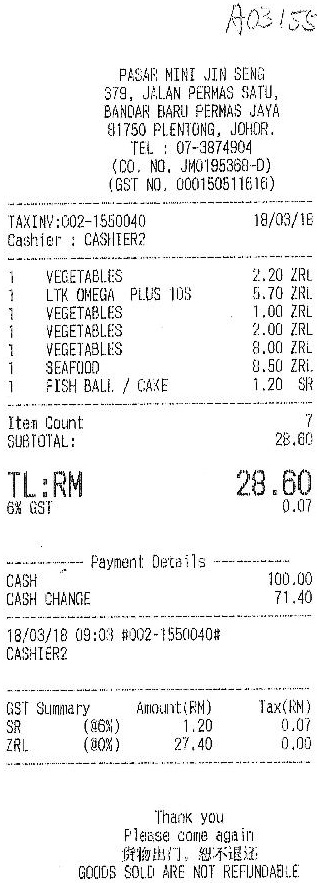 A03155
PASAR MINI JIN SENG
379, JALAN PERMAS SATU,
BANDAR BARU PERMAS JAYA
81750 PLENTONG, JOHOR.
TEL : 07-3874904
(CO. NO. JM0195368-D)
(GST NO. 000150511616)
TAXINV:002-1550040 18/03/18
Cashier : CASHIER2
1 VEGETABLES 2.20 ZRL
1 LTK OMEGA PLUS 10S 5.70 ZRL
1 VEGETABLES 1.00 ZRL
1 VEGETABLES 2.00 ZRL
1 VEGETABLES 8.00 ZRL
1 SEAFOOD 8.50 ZRL
1 FISH BALL / CAKE 1.20 SR
Item Count 7
SUBTOTAL: 28.60
TL:RM 28.60
6% GST 0.07
Payment Details
CASH 100.00
CASH CHANGE 71.40
18/03/18 09:03 #002-1550040#
CASHIER2
GST Summary Amount(RM) Tax(RM)
SR (@6%) 1.20 0.07
ZRL (@0%) 27.40 0.00
Thank you
Please come again
货物出门, 恕不退还
GOODS SOLD ARE NOT REFUNDABLE